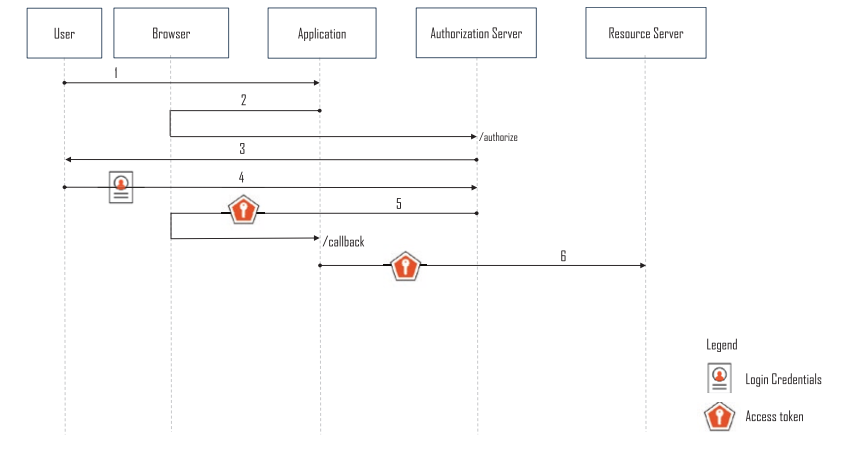 User
Browser
Application
Authorization Server
Resource Server
1
2
/authorize
3
4
5
/callback
6
Legend
Login Credentials
Access token